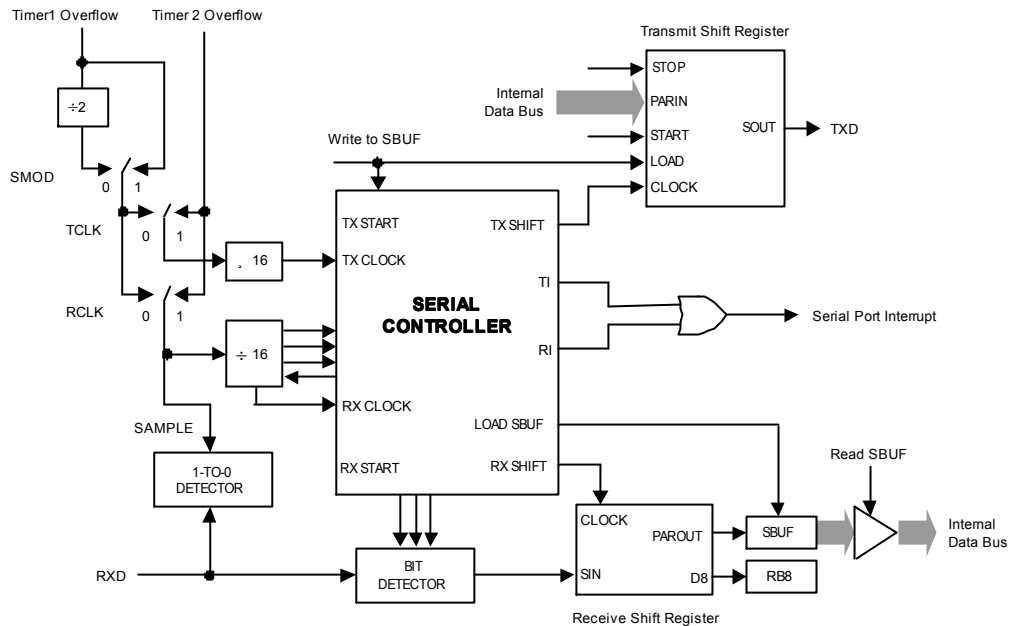 Timer1 Overflow
Timer 2 Overflow
÷2
SMOD
0
1
TCLK
0
1
¸ 16
RCLK
0
1
÷ 16
SAMPLE
1-TO-0
DETECTOR
RXD
Write to SBUF
TX START
TX SHIFT
TX CLOCK
TI
SERIAL
CONTROLLER
RI
RX CLOCK
LOAD SBUF
RX START
RX SHIFT
BIT
DETECTOR
Transmit Shift Register
Internal
Data Bus
STOP
PARIN
START
LOAD
CLOCK
SOUT
TXD
Serial Port Interrupt
Read SBUF
CLOCK
PAROUT
SIN
D8
SBUF
RB8
Internal
Data Bus
Receive Shift Register